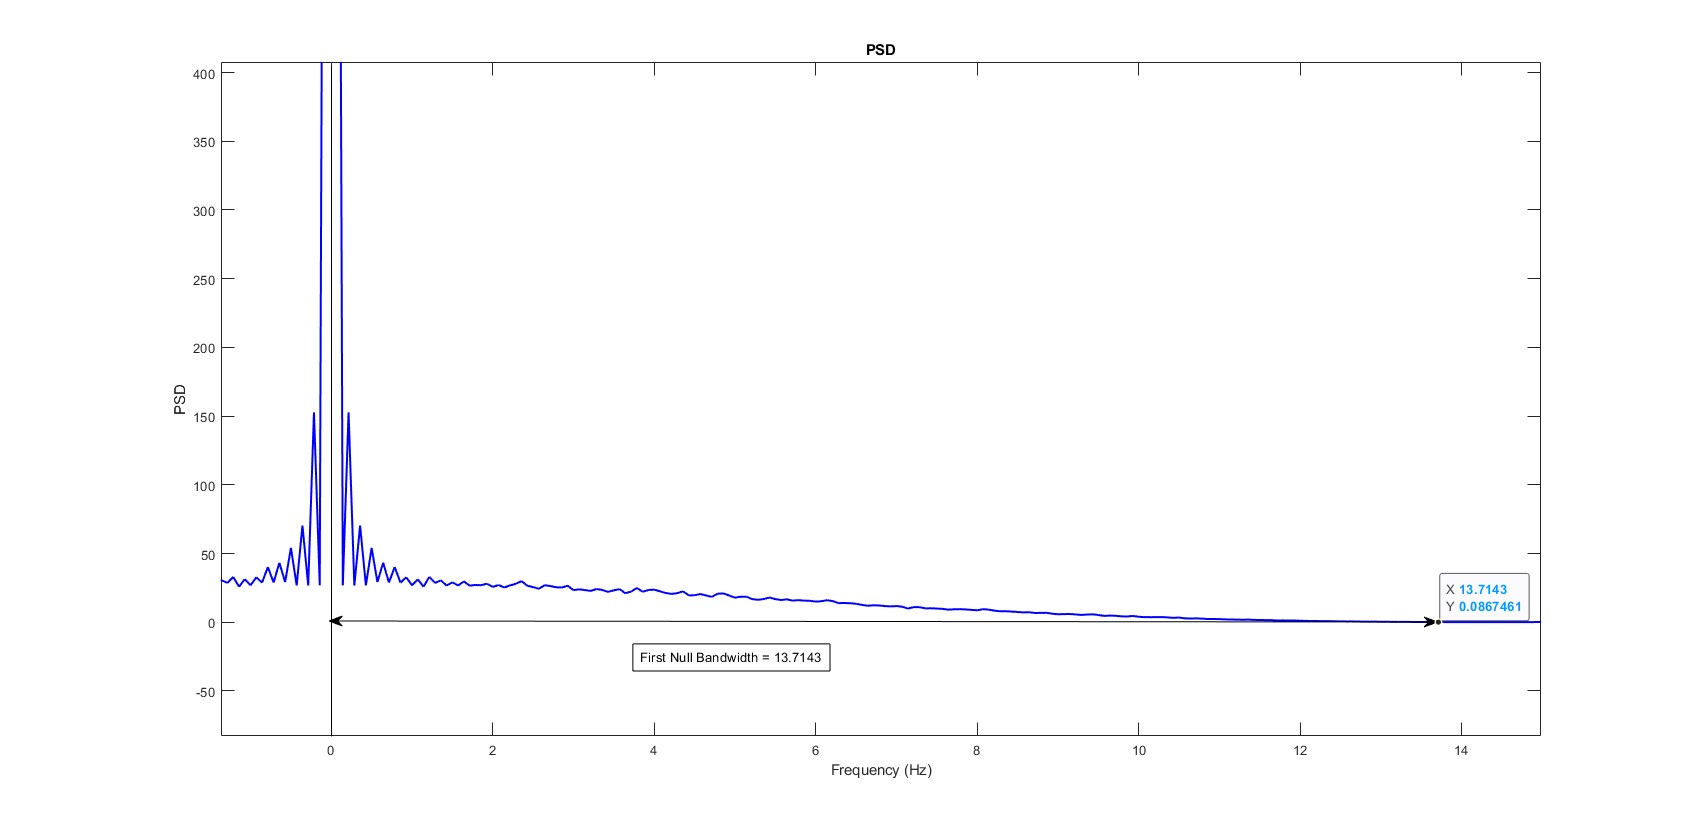 PSD
400
350
300
250
200
150
100
50
0
-50
PSD
X 13.7143
Y 0.0867461
First Null Bandwidth = 13.7143
0 2 4 6 8 10 12 14
Frequency (Hz)